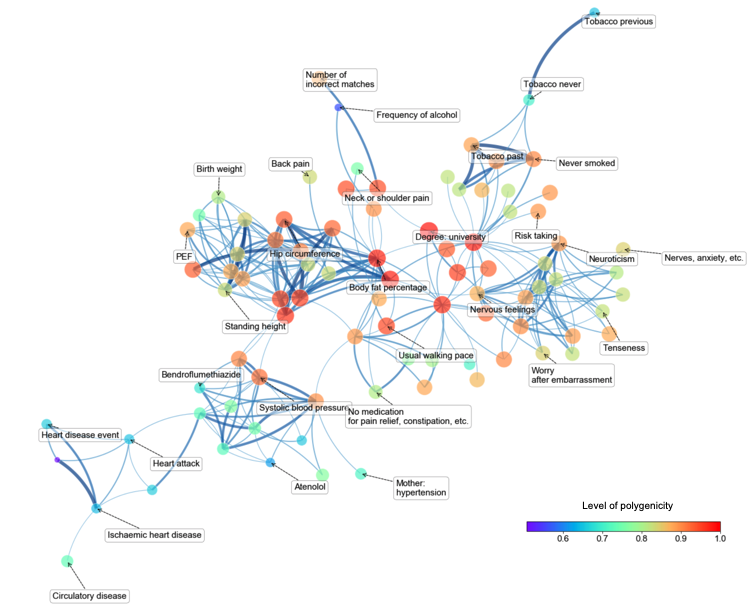 Tobacco previous
Number of
incorrect matches
Tobacco never
Frequency of alcohol
Tobacco past
Never smoked
Birth weight
Back pain
Neck or shoulder pain
PEF
Hip circumference
Degree: university
Risk taking
Neuroticism
Nerves, anxiety, etc.
Body fat percentage
Nervous feelings
Standing height
Usual walking pace
Tenseness
Worry
after embarrassment
Bendroflumethiazide
Systolic blood pressure
No medication
for pain relief, constipation, etc.
Heart disease event
Heart attack
Atenolol
Mother:
hypertension
Ischaemic heart disease
Circulatory disease
Level of polygenicity
0.6 0.7 0.8 0.9 1.0